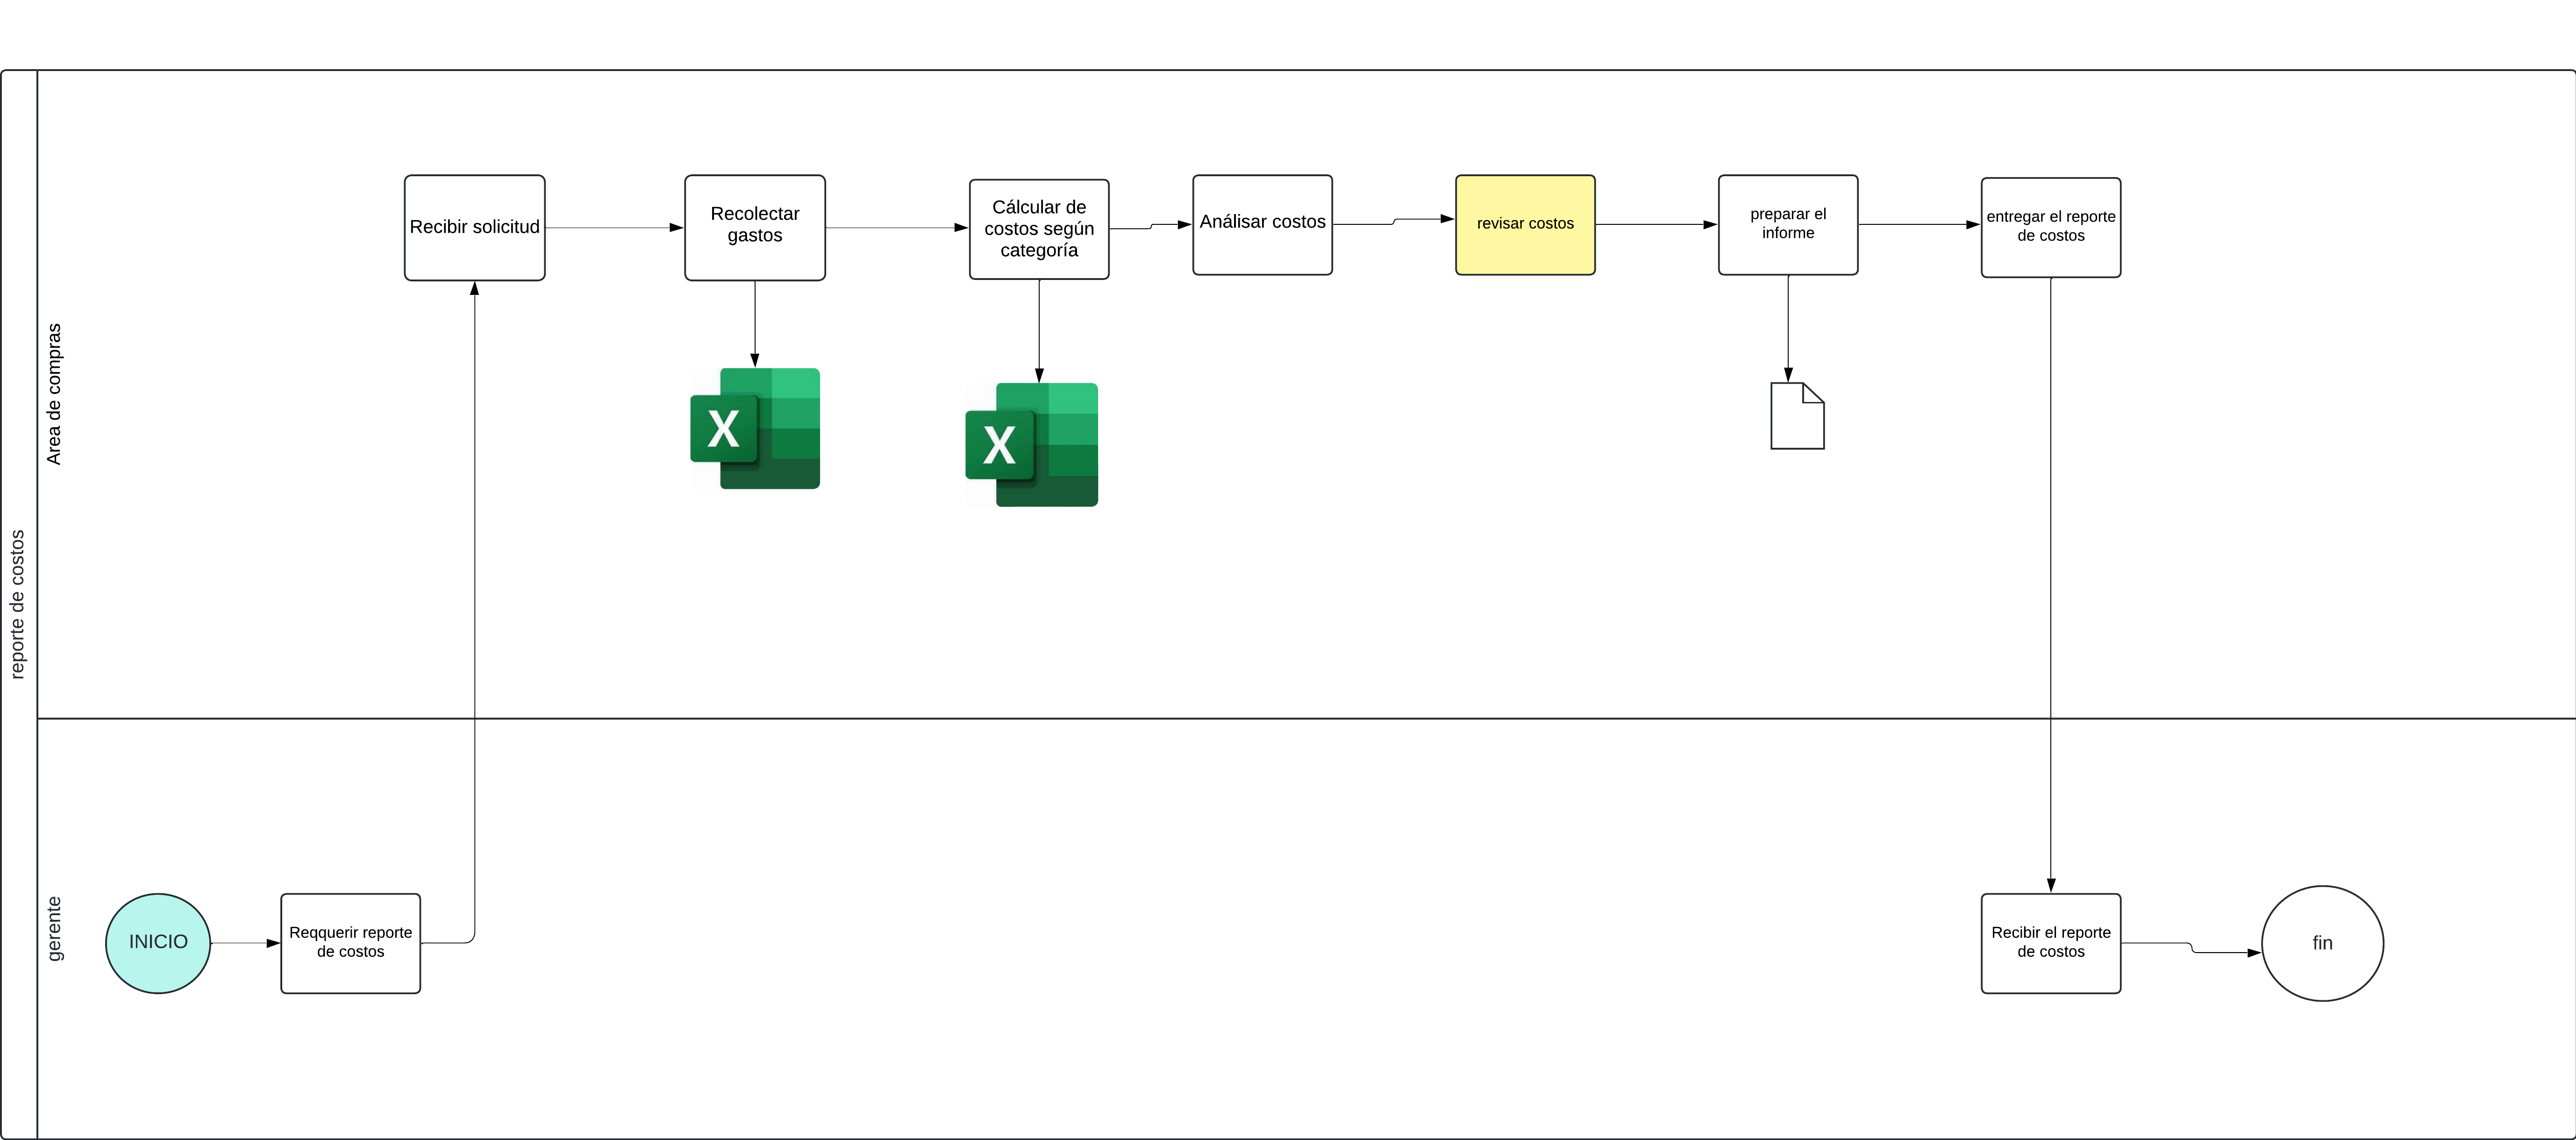 reporte de costos
Area de compras
Recibir solicitud
Recolectar
gastos
Cálcular de
costos según
categoría
Análisar costos
revisar costos
preparar el
informe
entregar el reporte
de costos
X
X
gerente
INICIO
Reqquerir reporte
de costos
Recibir el reporte
de costos
fin